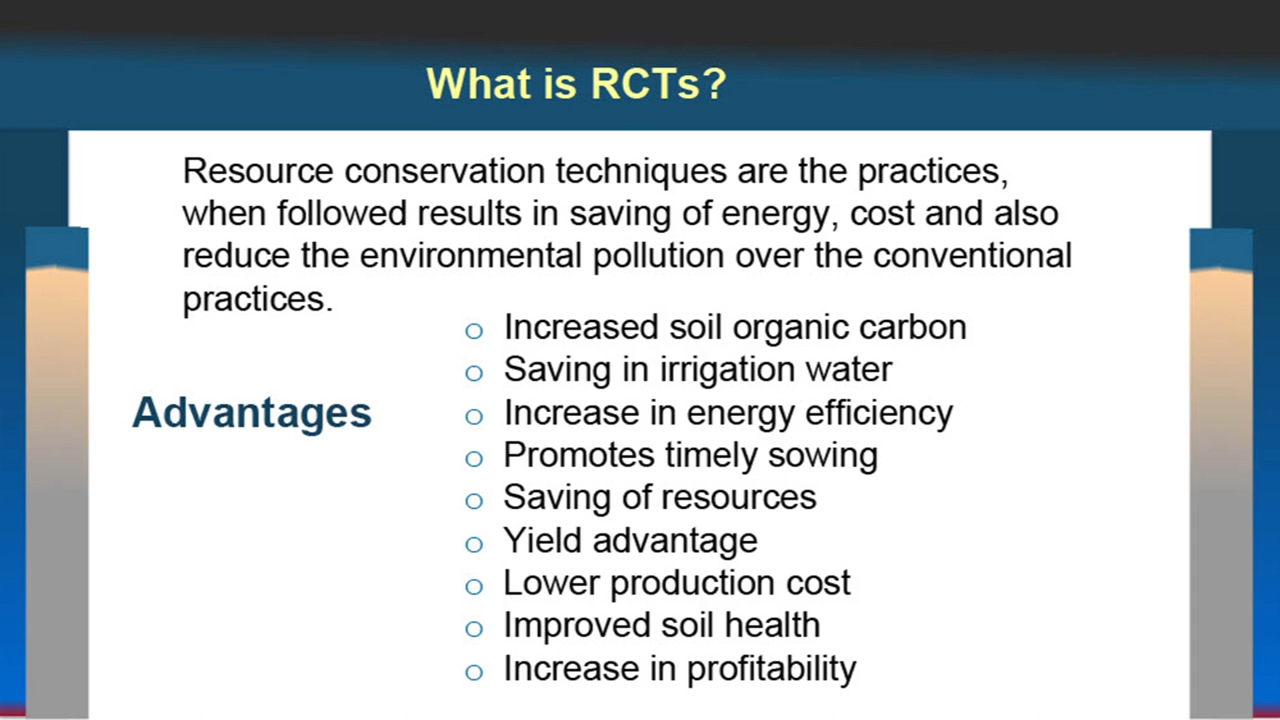 What is RCTs?
Resource conservation techniques are the practices,
when followed results in saving of energy, cost and also
reduce the environmental pollution over the conventional
practices.
Advantages
o Increased soil organic carbon
o Saving in irrigation water
o Increase in energy efficiency
o Promotes timely sowing
o Saving of resources
o Yield advantage
o Lower production cost
o Improved soil health
o Increase in profitability